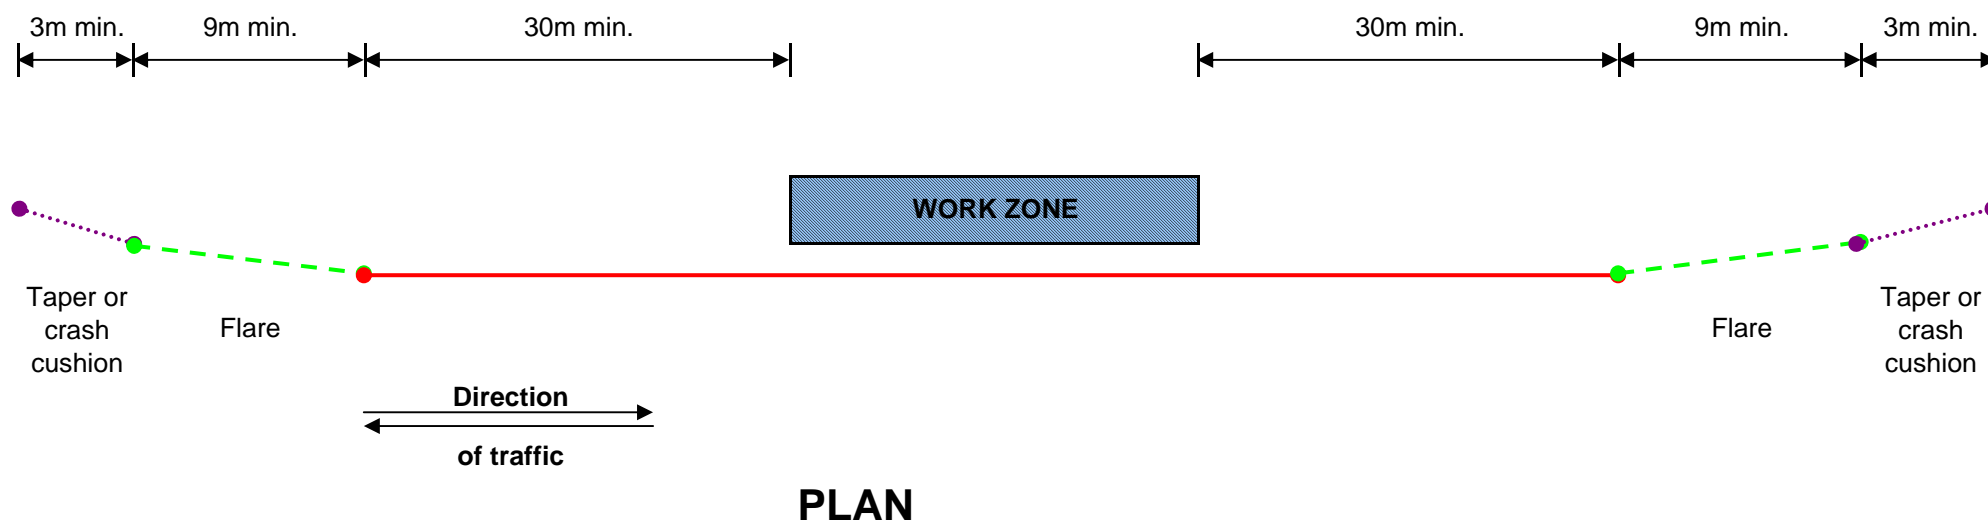 3m min.
9m min.
30m min.
30m min.
9m min.
3m min.
WORK ZONE
Taper or
crash
cushion
Flare
Flare
Taper or
crash
cushion
Direction
of traffic
PLAN